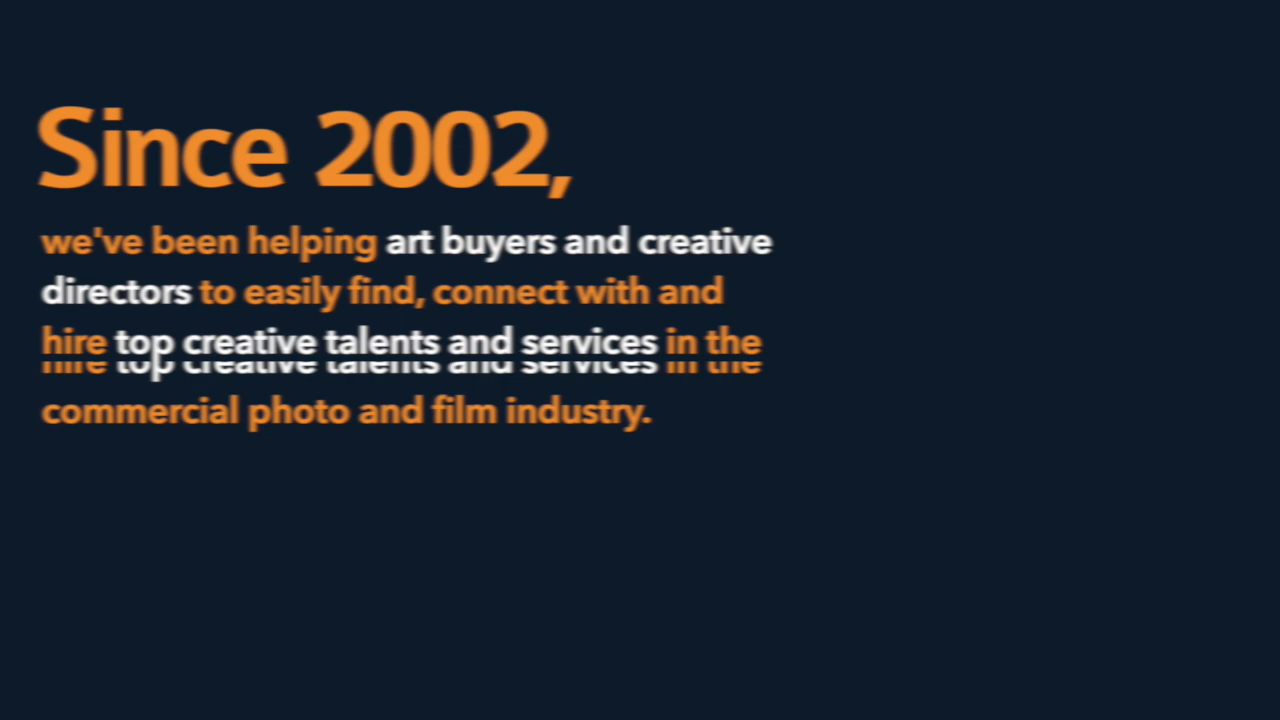 Since 2002,
we've been helping art buyers and creative
directors to easily find, connect with and
hire top creative talents and services in the
commercial photo and film industry.